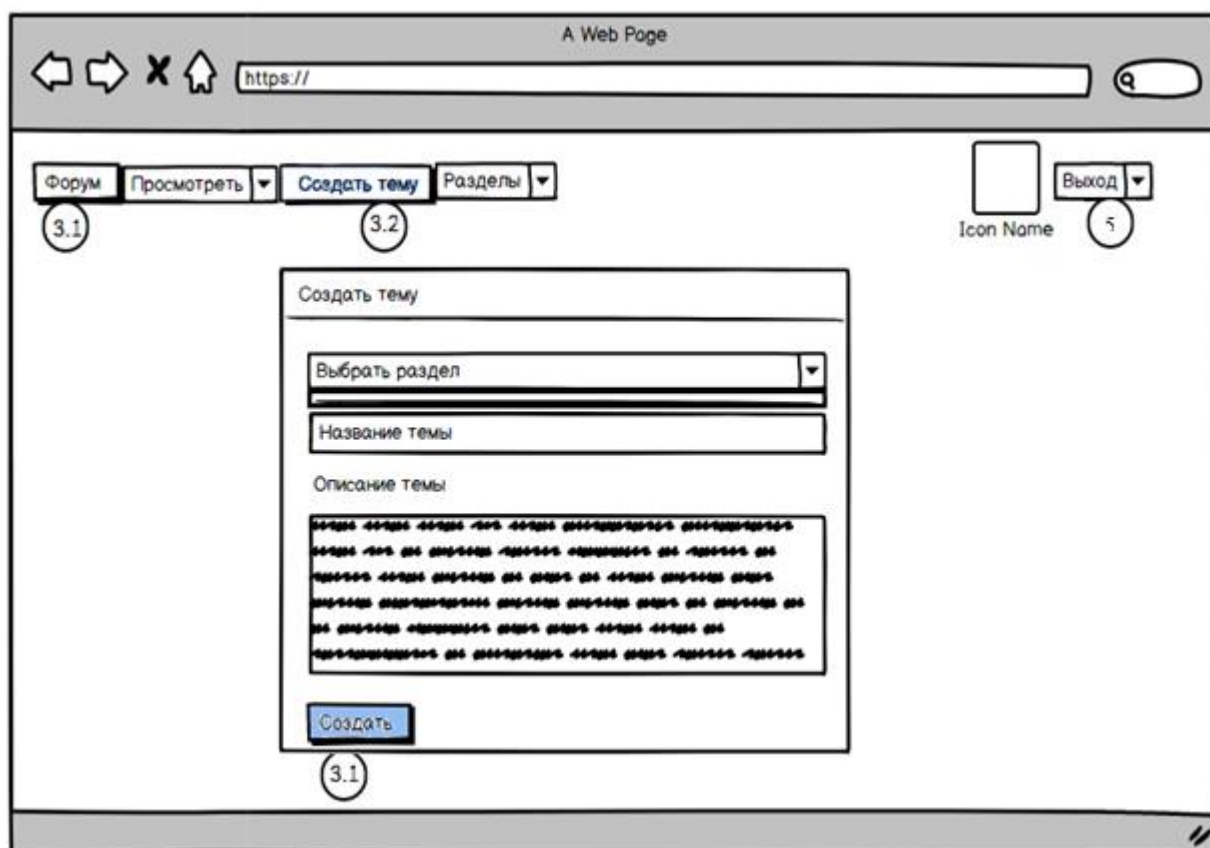 A Web Page
https://
Форум Просмотреть Создать тему Разделы Выход
3.1 3.2 Icon Name 5
Создать тему
Выбрать раздел
Название темы
Описание темы
Создать
3.1